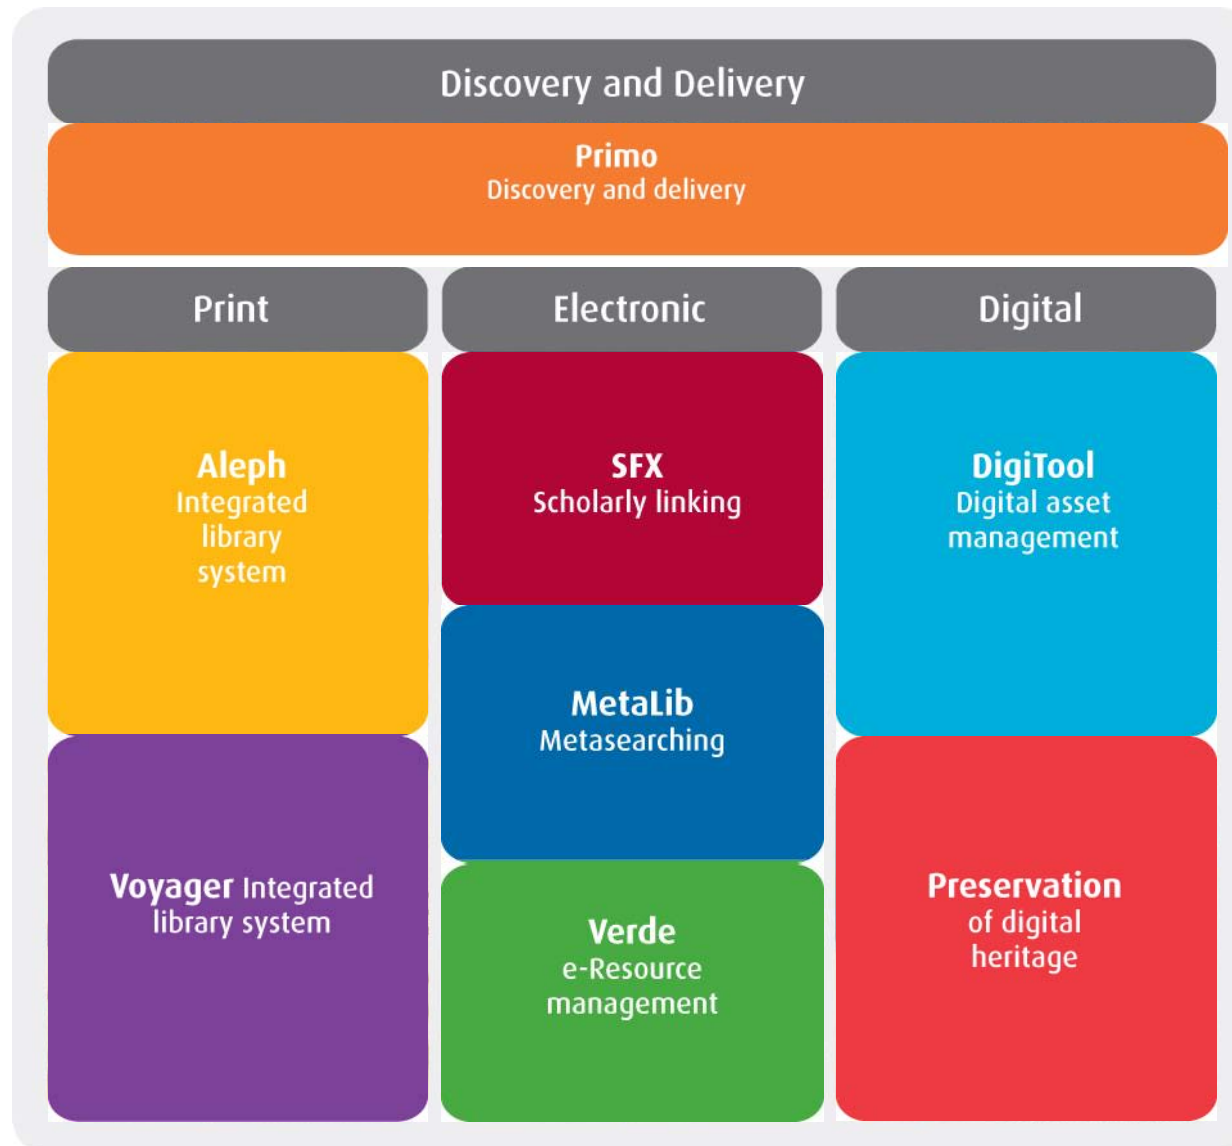 Discovery and Delivery
Primo
Discovery and delivery
Print
Electronic
Digital
Aleph
Integrated
library
system
SFX
Scholarly linking
DigiTool
Digital asset
management
MetaLib
Metasearching
Voyager Integrated
library system
Verde
e-Resource
management
Preservation
of digital
heritage